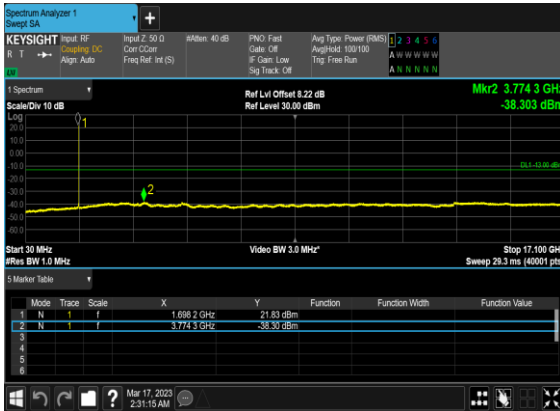 Spectrum Analyzer 1
Swept SA
KEYSIGHT Input: RF Input Z: 50 Ω #Atten: 40 dB PNO: Fast Avg Type: Power (RMS) 1 2 3 4 5 6
R T Coupling: DC Corr CCorr Gate: Off Avg|Hold: 100/100 A W W W W W
Align: Auto Freq Ref: Int (S) IF Gain: Low Trig: Free Run
Sig Track: Off A N N N N N
1 Spectrum
Ref Lvl Offset 8.22 dB Mkr2 3.774 3 GHz
Scale/Div 10 dB Ref Level 30.00 dBm -38.303 dBm
Log
20.0
10.0
0.00
-10.0
-20.0
-30.0
-40.0
-50.0
-60.0
1
2
DL1 -13.00 dBm
Start 30 MHz Video BW 3.0 MHz* Stop 17.100 GHz
#Res BW 1.0 MHz Sweep 29.3 ms (40001 pts)
5 Marker Table
Mode Trace Scale X Y Function Function Width Function Value
1 N 1 f 1.698 2 GHz 21.83 dBm
2 N 1 f 3.774 3 GHz -38.30 dBm
3
4
5
6
? Mar 17, 2023
2:31:15 AM